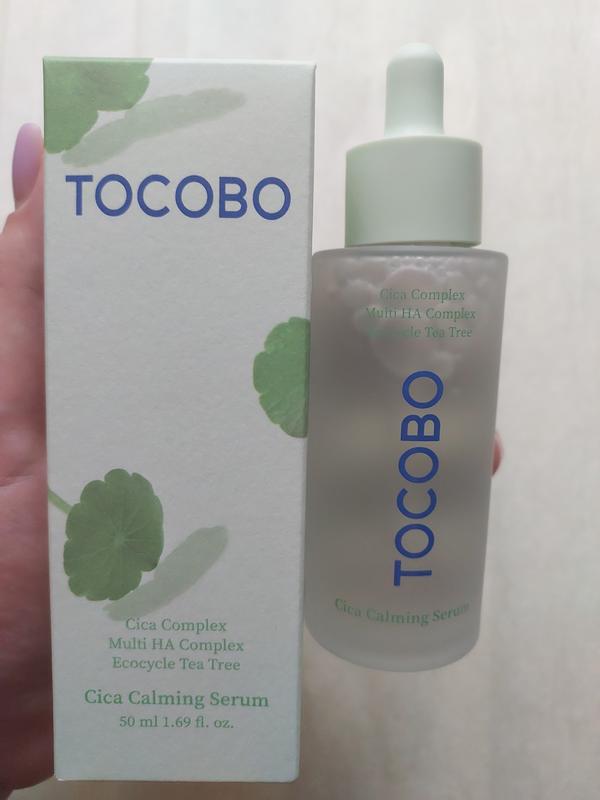 TOCOBO
Cica Complex
Multi HA Complex
Ecocycle Tea Tree
Cica Calming Serum
50 ml 1.69 fl. oz.
Cica Complex
Multi HA Complex
Ecocycle Tea Tree
TOCOBO
Cica Calming Serum